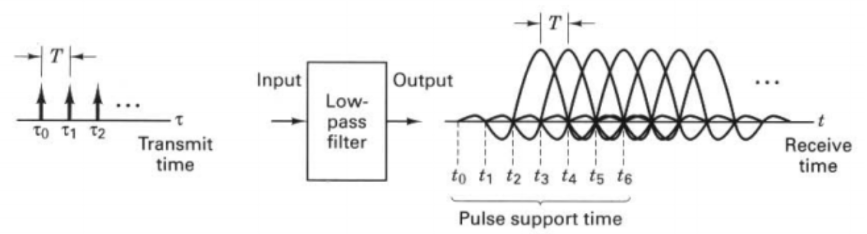 T
τ0 τ1 τ2 ... τ
Transmit
time
Input
Low-
pass
filter
Output
T
...
t
Receive
time
t0 t1 t2 t3 t4 t5 t6
Pulse support time